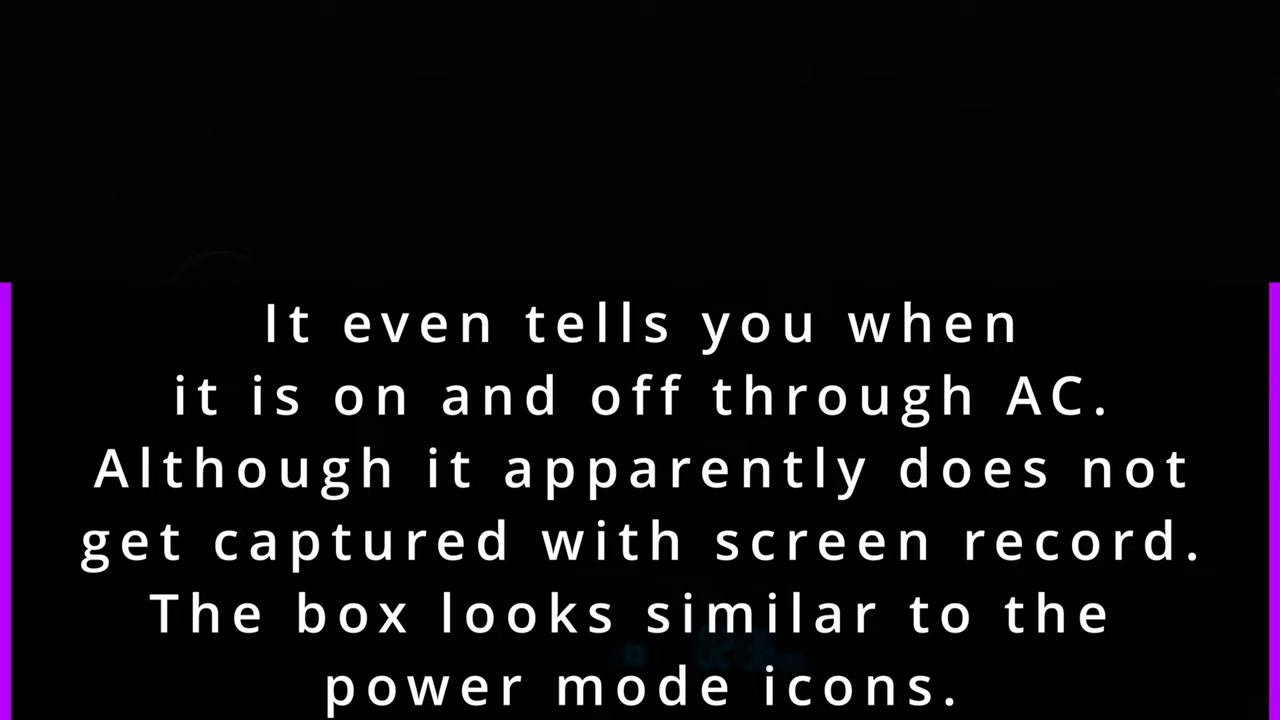 It even tells you when
it is on and off through AC.
Although it apparently does not
get captured with screen record.
The box looks similar to the
power mode icons.